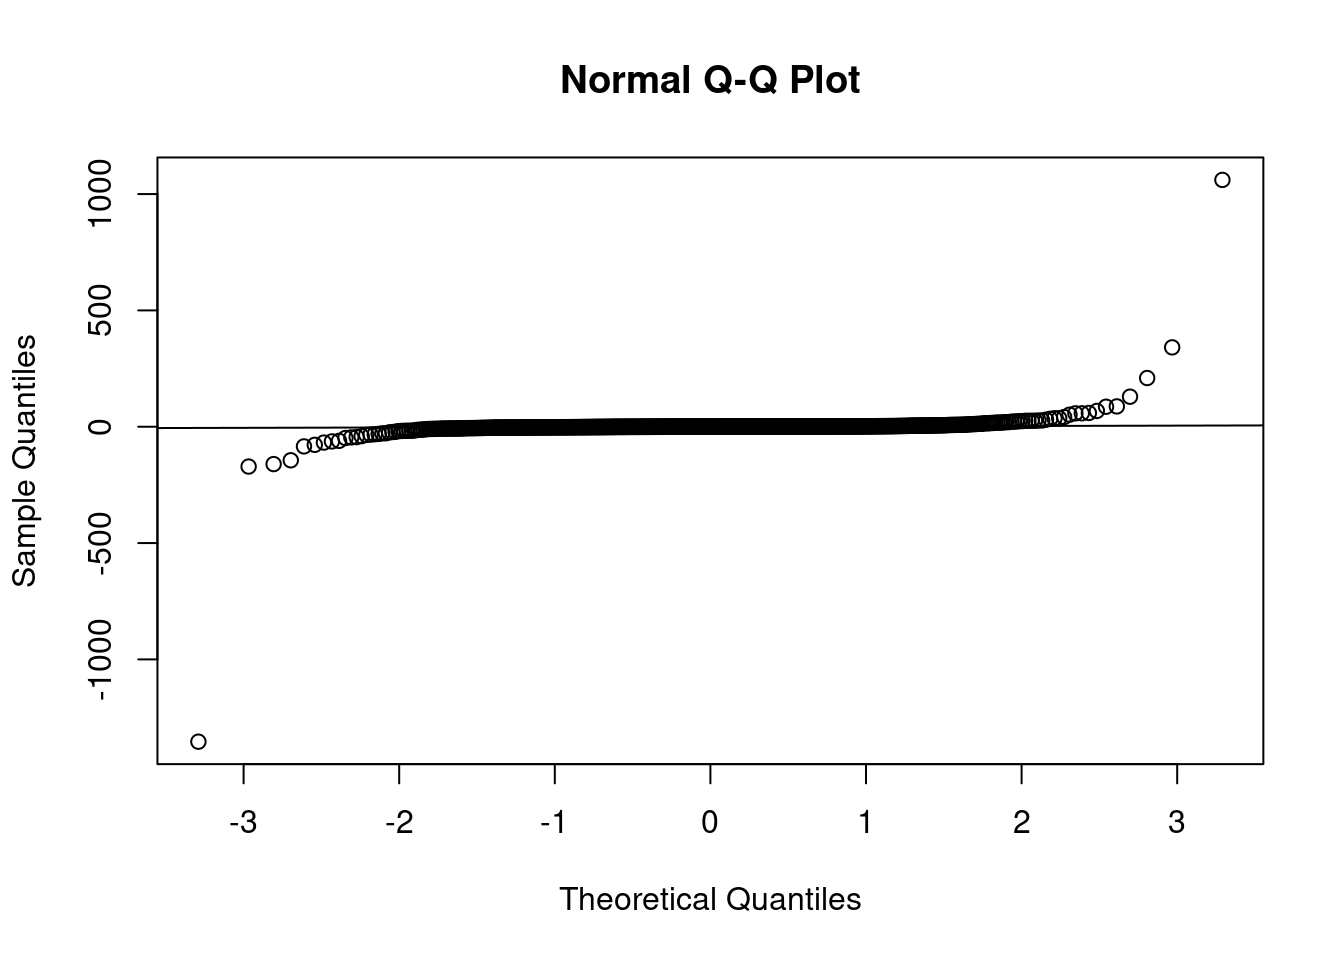 Normal Q-Q Plot
1000
500
0
-500
-1000
Sample Quantiles
-3 -2 -1 0 1 2 3
Theoretical Quantiles